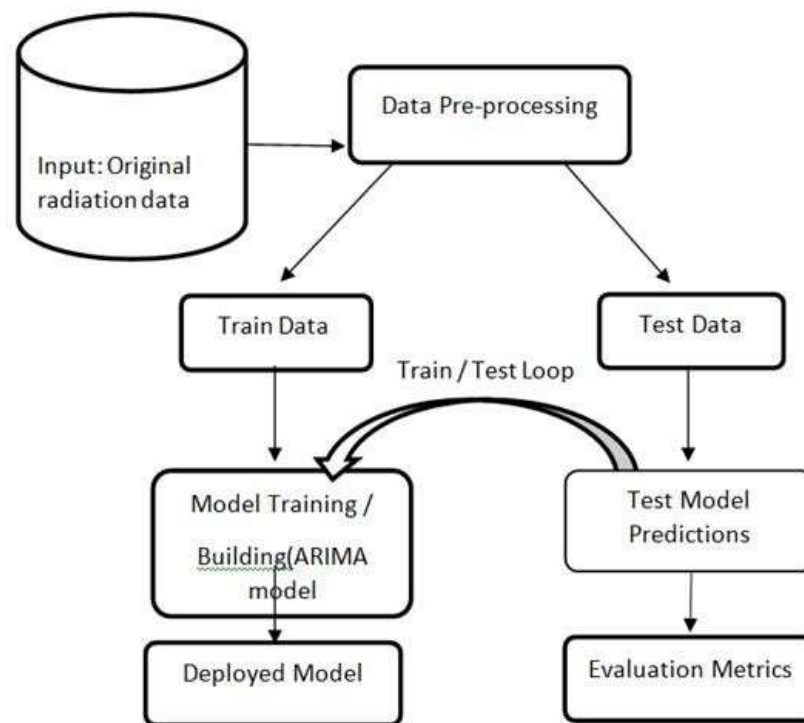 Data Pre-processing
Input: Original
radiation data
Train Data
Test Data
Train / Test Loop
Model Training /
Building(ARIMA
model
Test Model
Predictions
Deployed Model
Evaluation Metrics